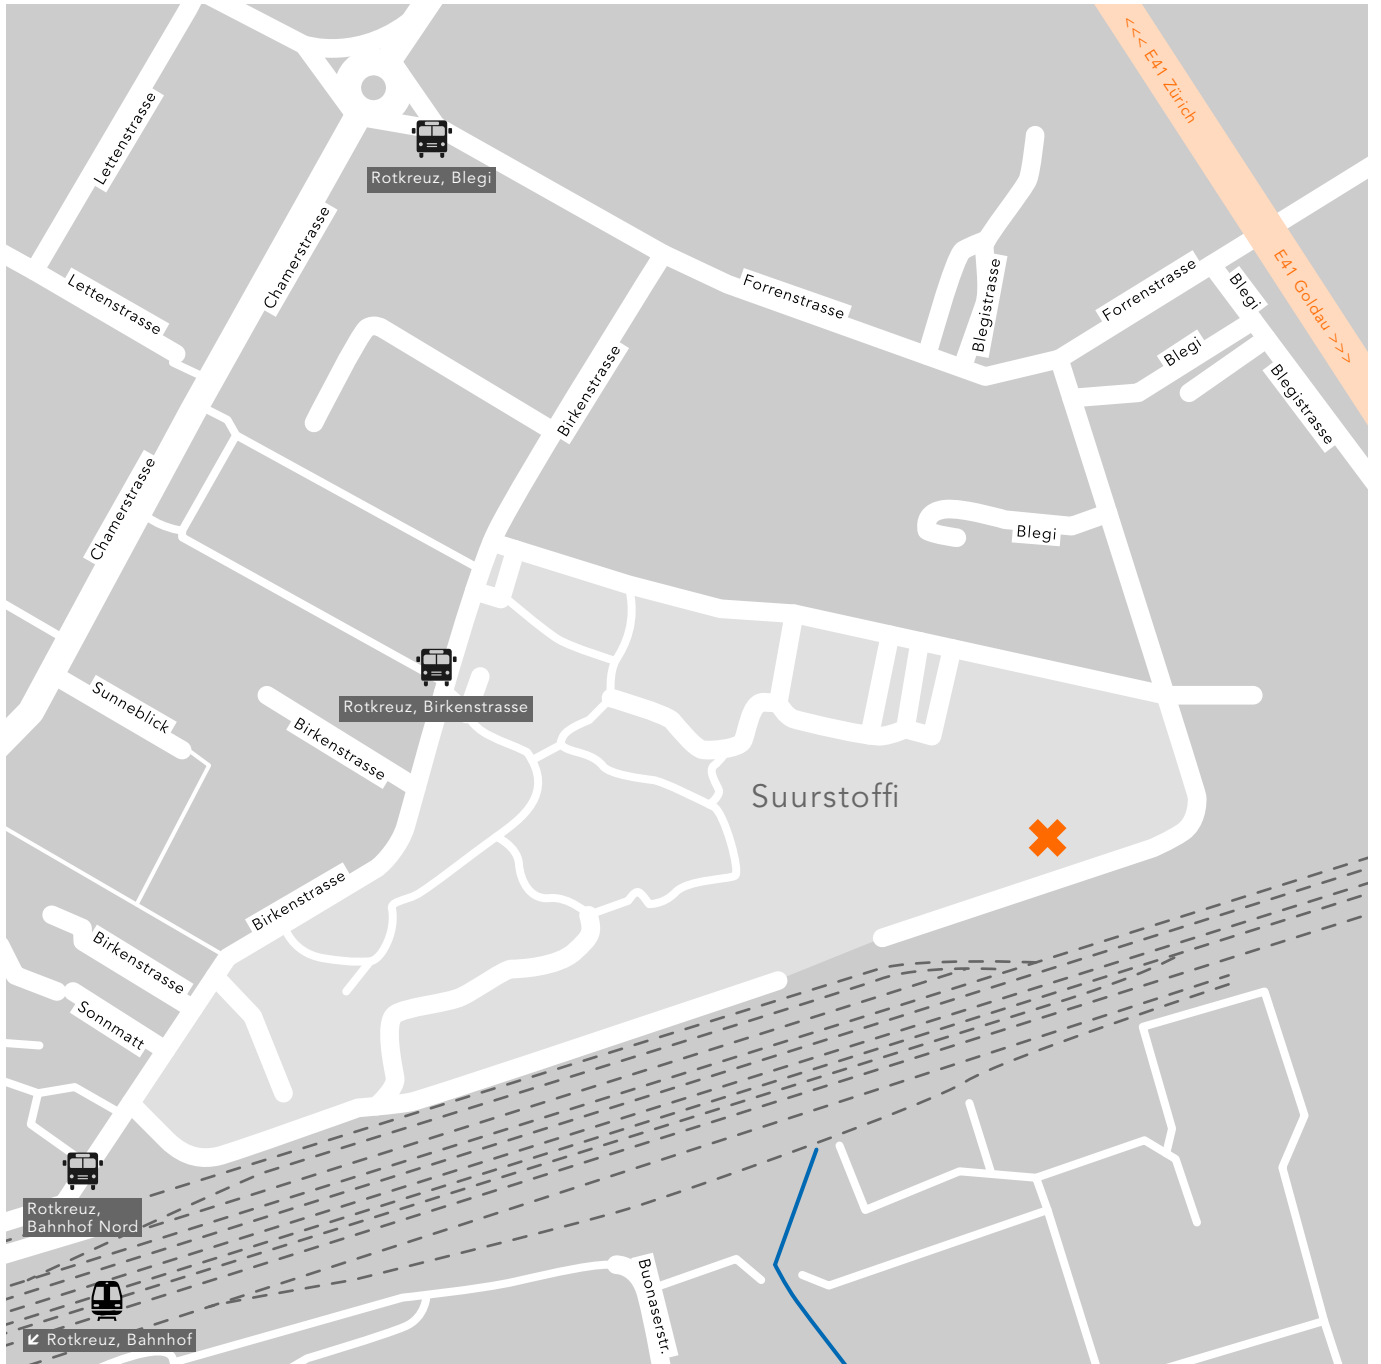 <<< E41 Zürich
Lettenstrasse
Rotkreuz, Blegi
Chamerstrasse
Forrenstrasse
Blegistrasse
Forrenstrasse
Blegi
E41 Goldau >>>
Lettenstrasse
Birkenstrasse
Blegi
Blegistrasse
Chamerstrasse
Blegi
Sunneblick
Rotkreuz, Birkenstrasse
Birkenstrasse
Suurstoffi
Birkenstrasse
Birkenstrasse
Sonnmatt
Rotkreuz,
Bahnhof Nord
Buonaserstr.
Rotkreuz, Bahnhof